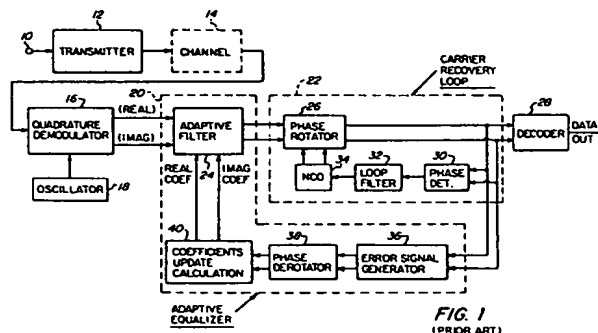 10
12
TRANSMITTER
14
CHANNEL
CARRIER
RECOVERY
LOOP
16
QUADRATURE
DEMODULATOR
(REAL)
(IMAG)
OSCILLATOR
18
20
ADAPTIVE
FILTER
24
REAL
COEF
IMAG
COEF
22
26
PHASE
ROTATOR
34
NCO
32
LOOP
FILTER
30
PHASE
DET.
28
DECODER
DATA
OUT
40
COEFFICIENTS
UPDATE
CALCULATION
38
PHASE
DEROTATOR
36
ERROR SIGNAL
GENERATOR
ADAPTIVE
EQUALIZER
FIG. 1
(PRIOR ART)